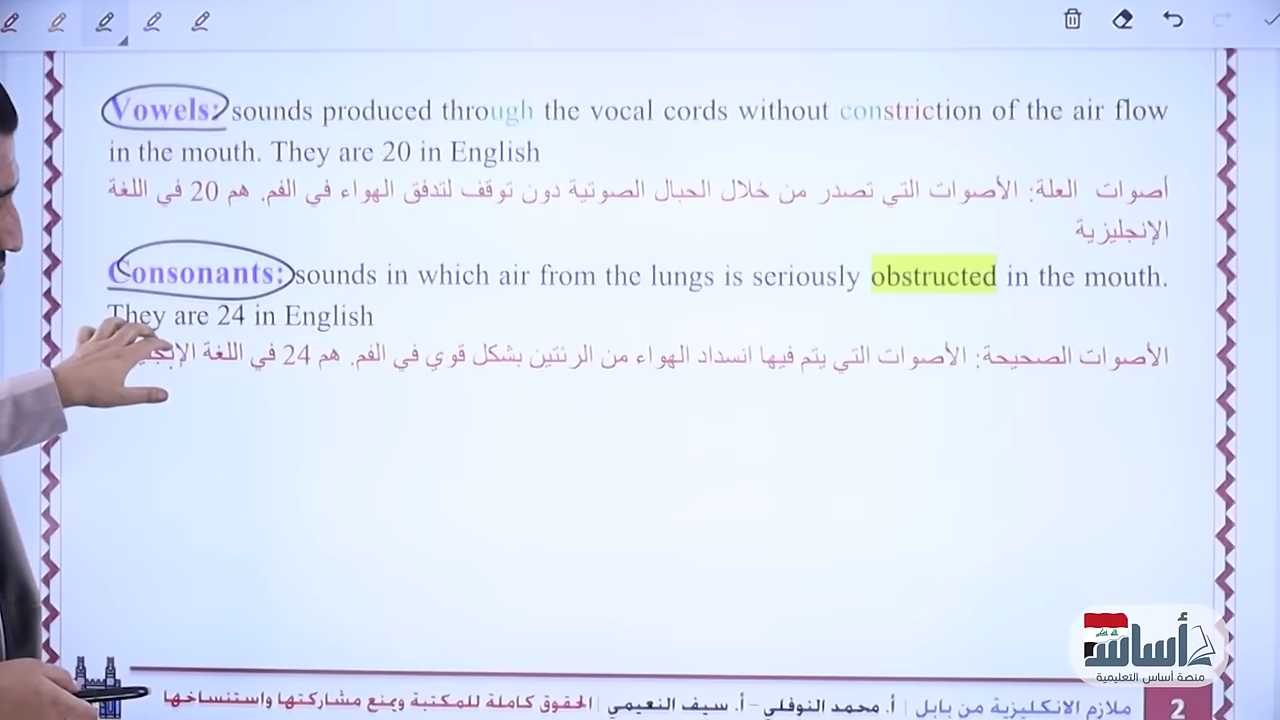 Vowels: sounds produced through the vocal cords without constriction of the air flow
in the mouth. They are 20 in English
أصوات العلة: الأصوات التي تصدر من خلال الحبال الصوتية دون توقف لتدفق الهواء في الفم. هم 20 في اللغة
الإنجليزية
Consonants: sounds in which air from the lungs is seriously obstructed in the mouth.
They are 24 in English
الأصوات الصحيحة: الأصوات التي يتم فيها انسداد الهواء من الرئتين بشكل قوي في الفم. هم 24 في اللغة
أساس
منصة أساس التعليمية
2 ملازم الانكليزية من بابل | أ. محمد النوفلي - أ. سيف النعيمي | الحقوق كاملة للمكتبة ويمنع مشاركتها واستنساخها